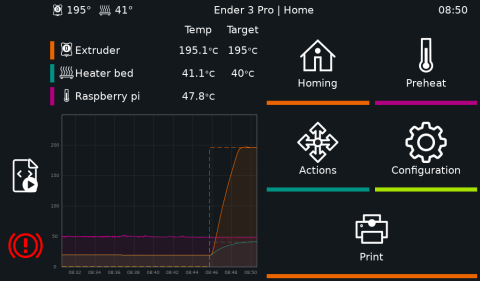 195° 41° Ender 3 Pro | Home 08:50
Temp Target
Extruder 195.1°C 195°C
Heater bed 41.1°C 40°C
Raspberry pi 47.8°C
Homing
Preheat
Actions
Configuration
Print
200
150
100
50
0
08:32 08:34 08:36 08:38 08:40 08:42 08:44 08:46 08:48 08:50